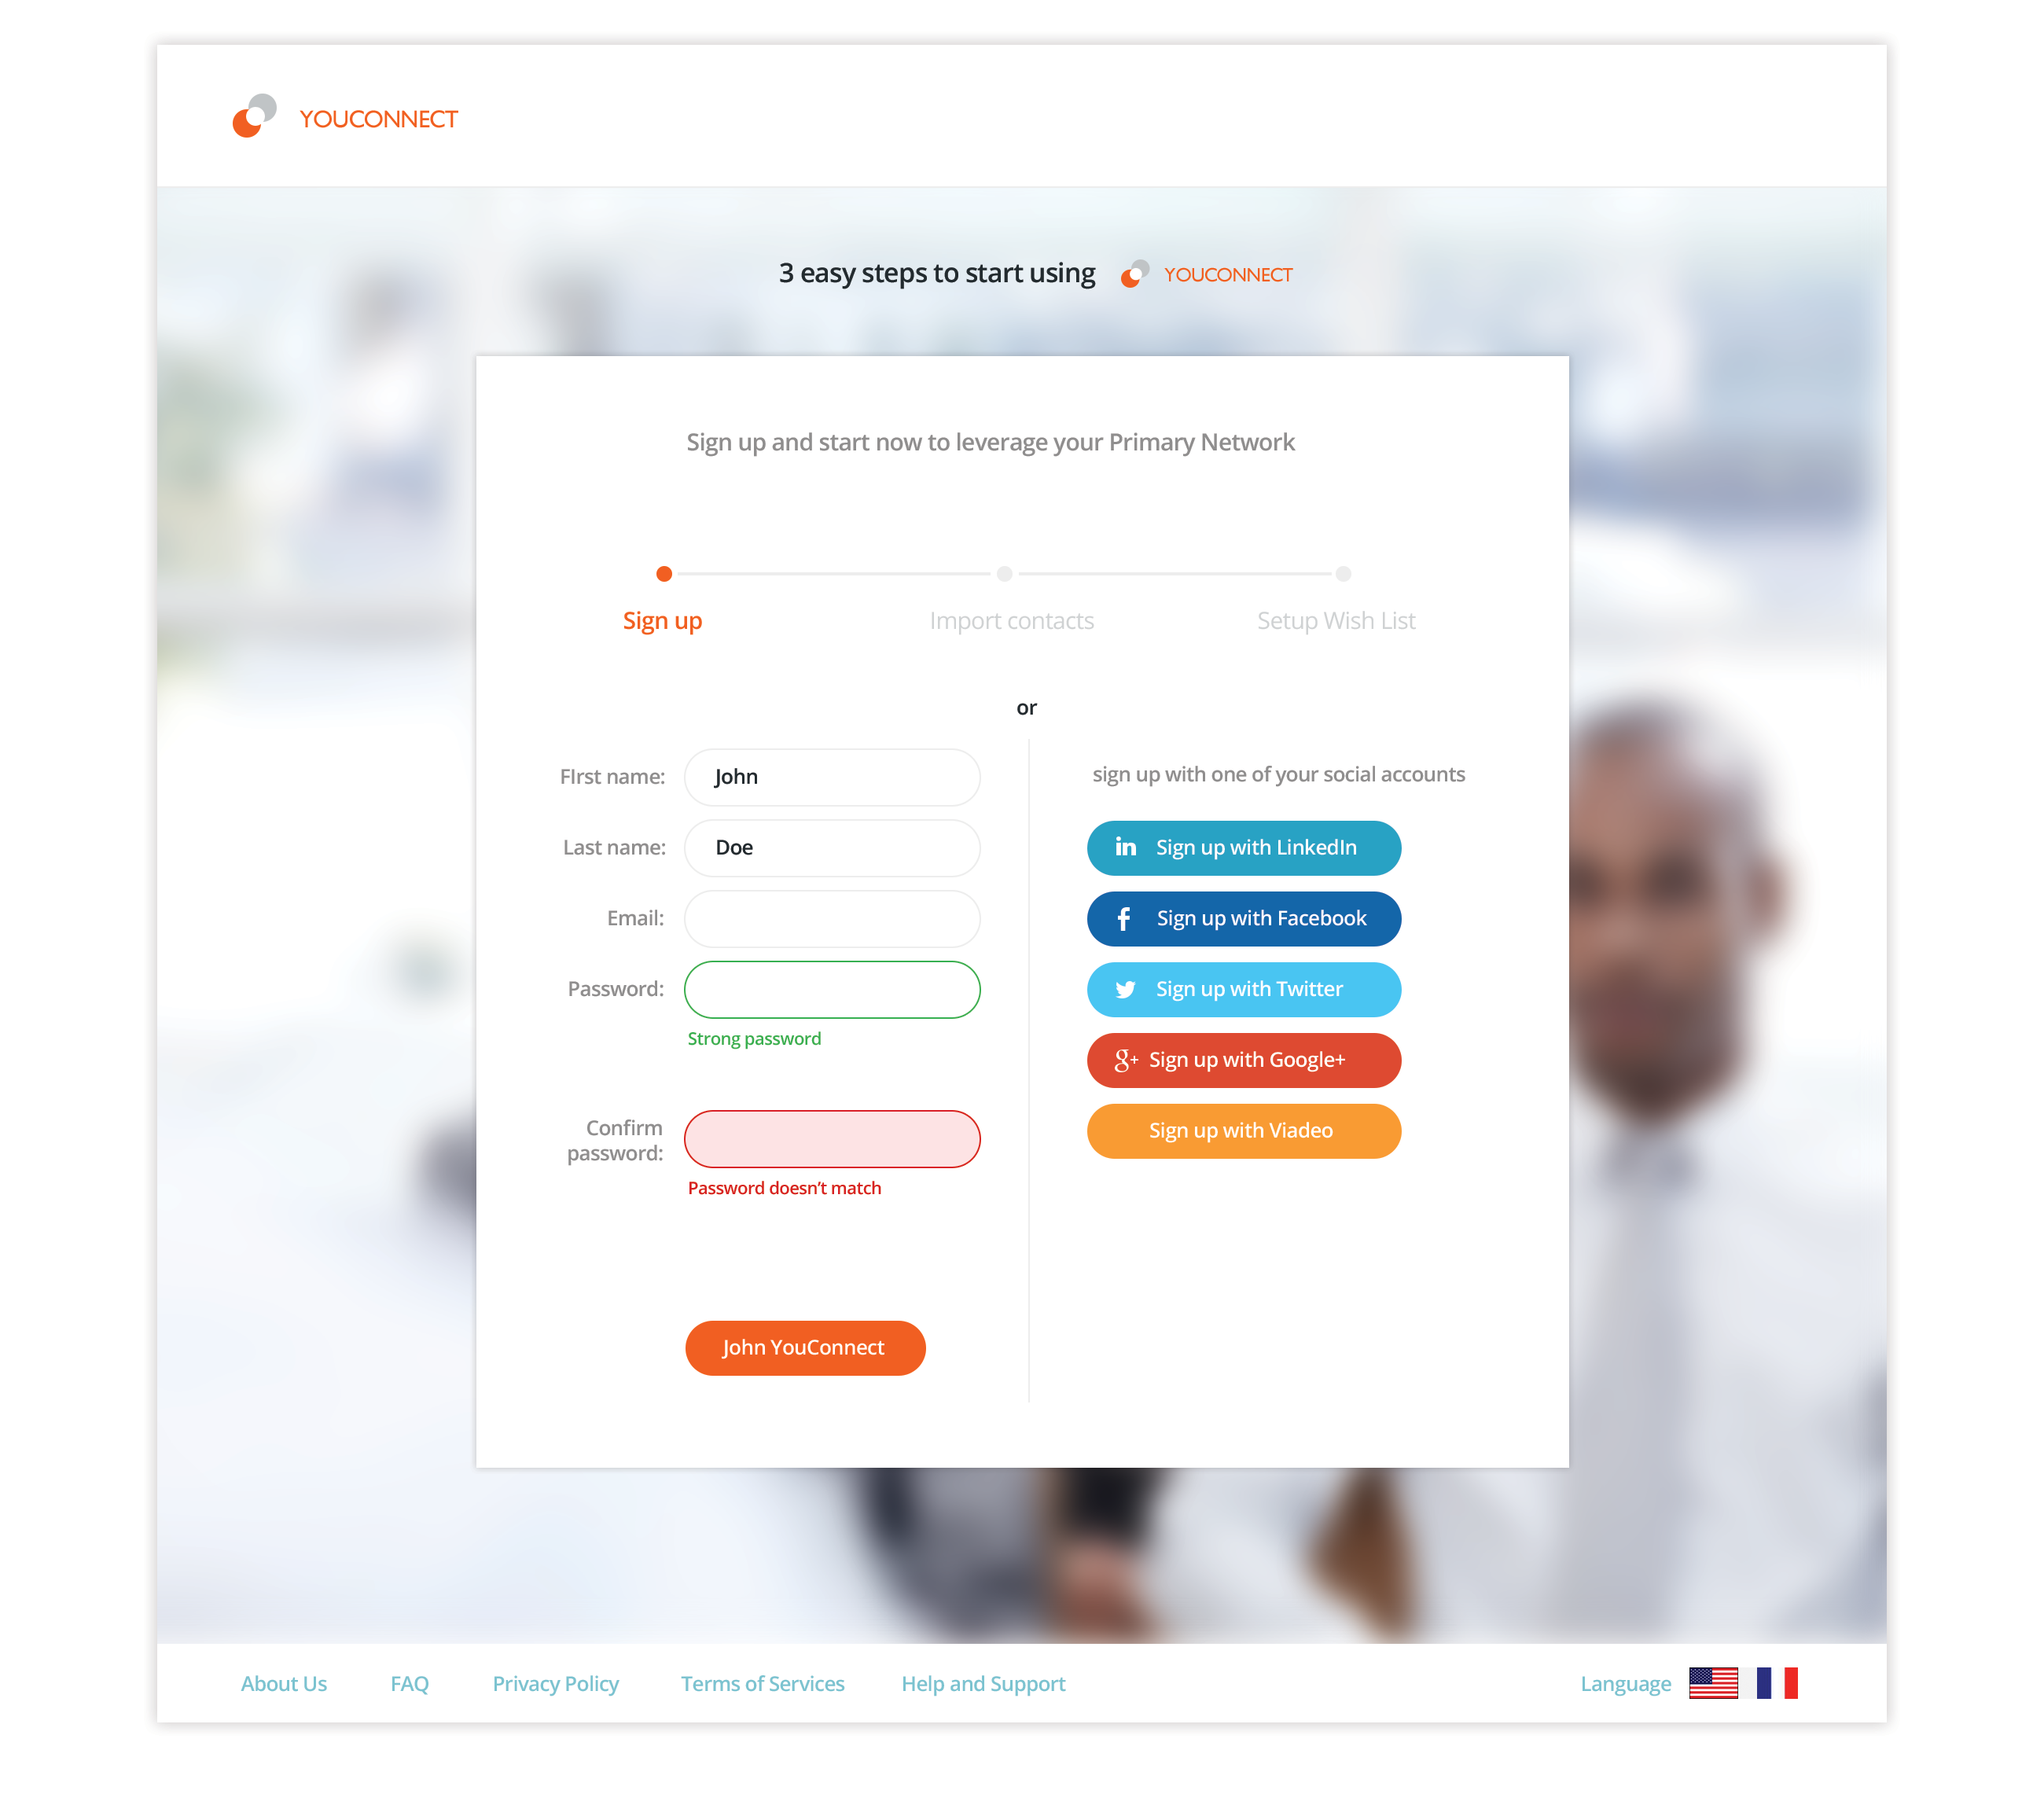 YOUCONNECT
3 easy steps to start using YOUCONNECT
Sign up and start now to leverage your Primary Network
Sign up
Import contacts
Setup Wish List
or
FIrst name:
John
Last name:
Doe
Email:
Password:
Strong password
Confirm
password:
Password doesn't match
John YouConnect
sign up with one of your social accounts
in Sign up with LinkedIn
f Sign up with Facebook
Sign up with Twitter
g+ Sign up with Google+
Sign up with Viadeo
About Us
FAQ
Privacy Policy
Terms of Services
Help and Support
Language